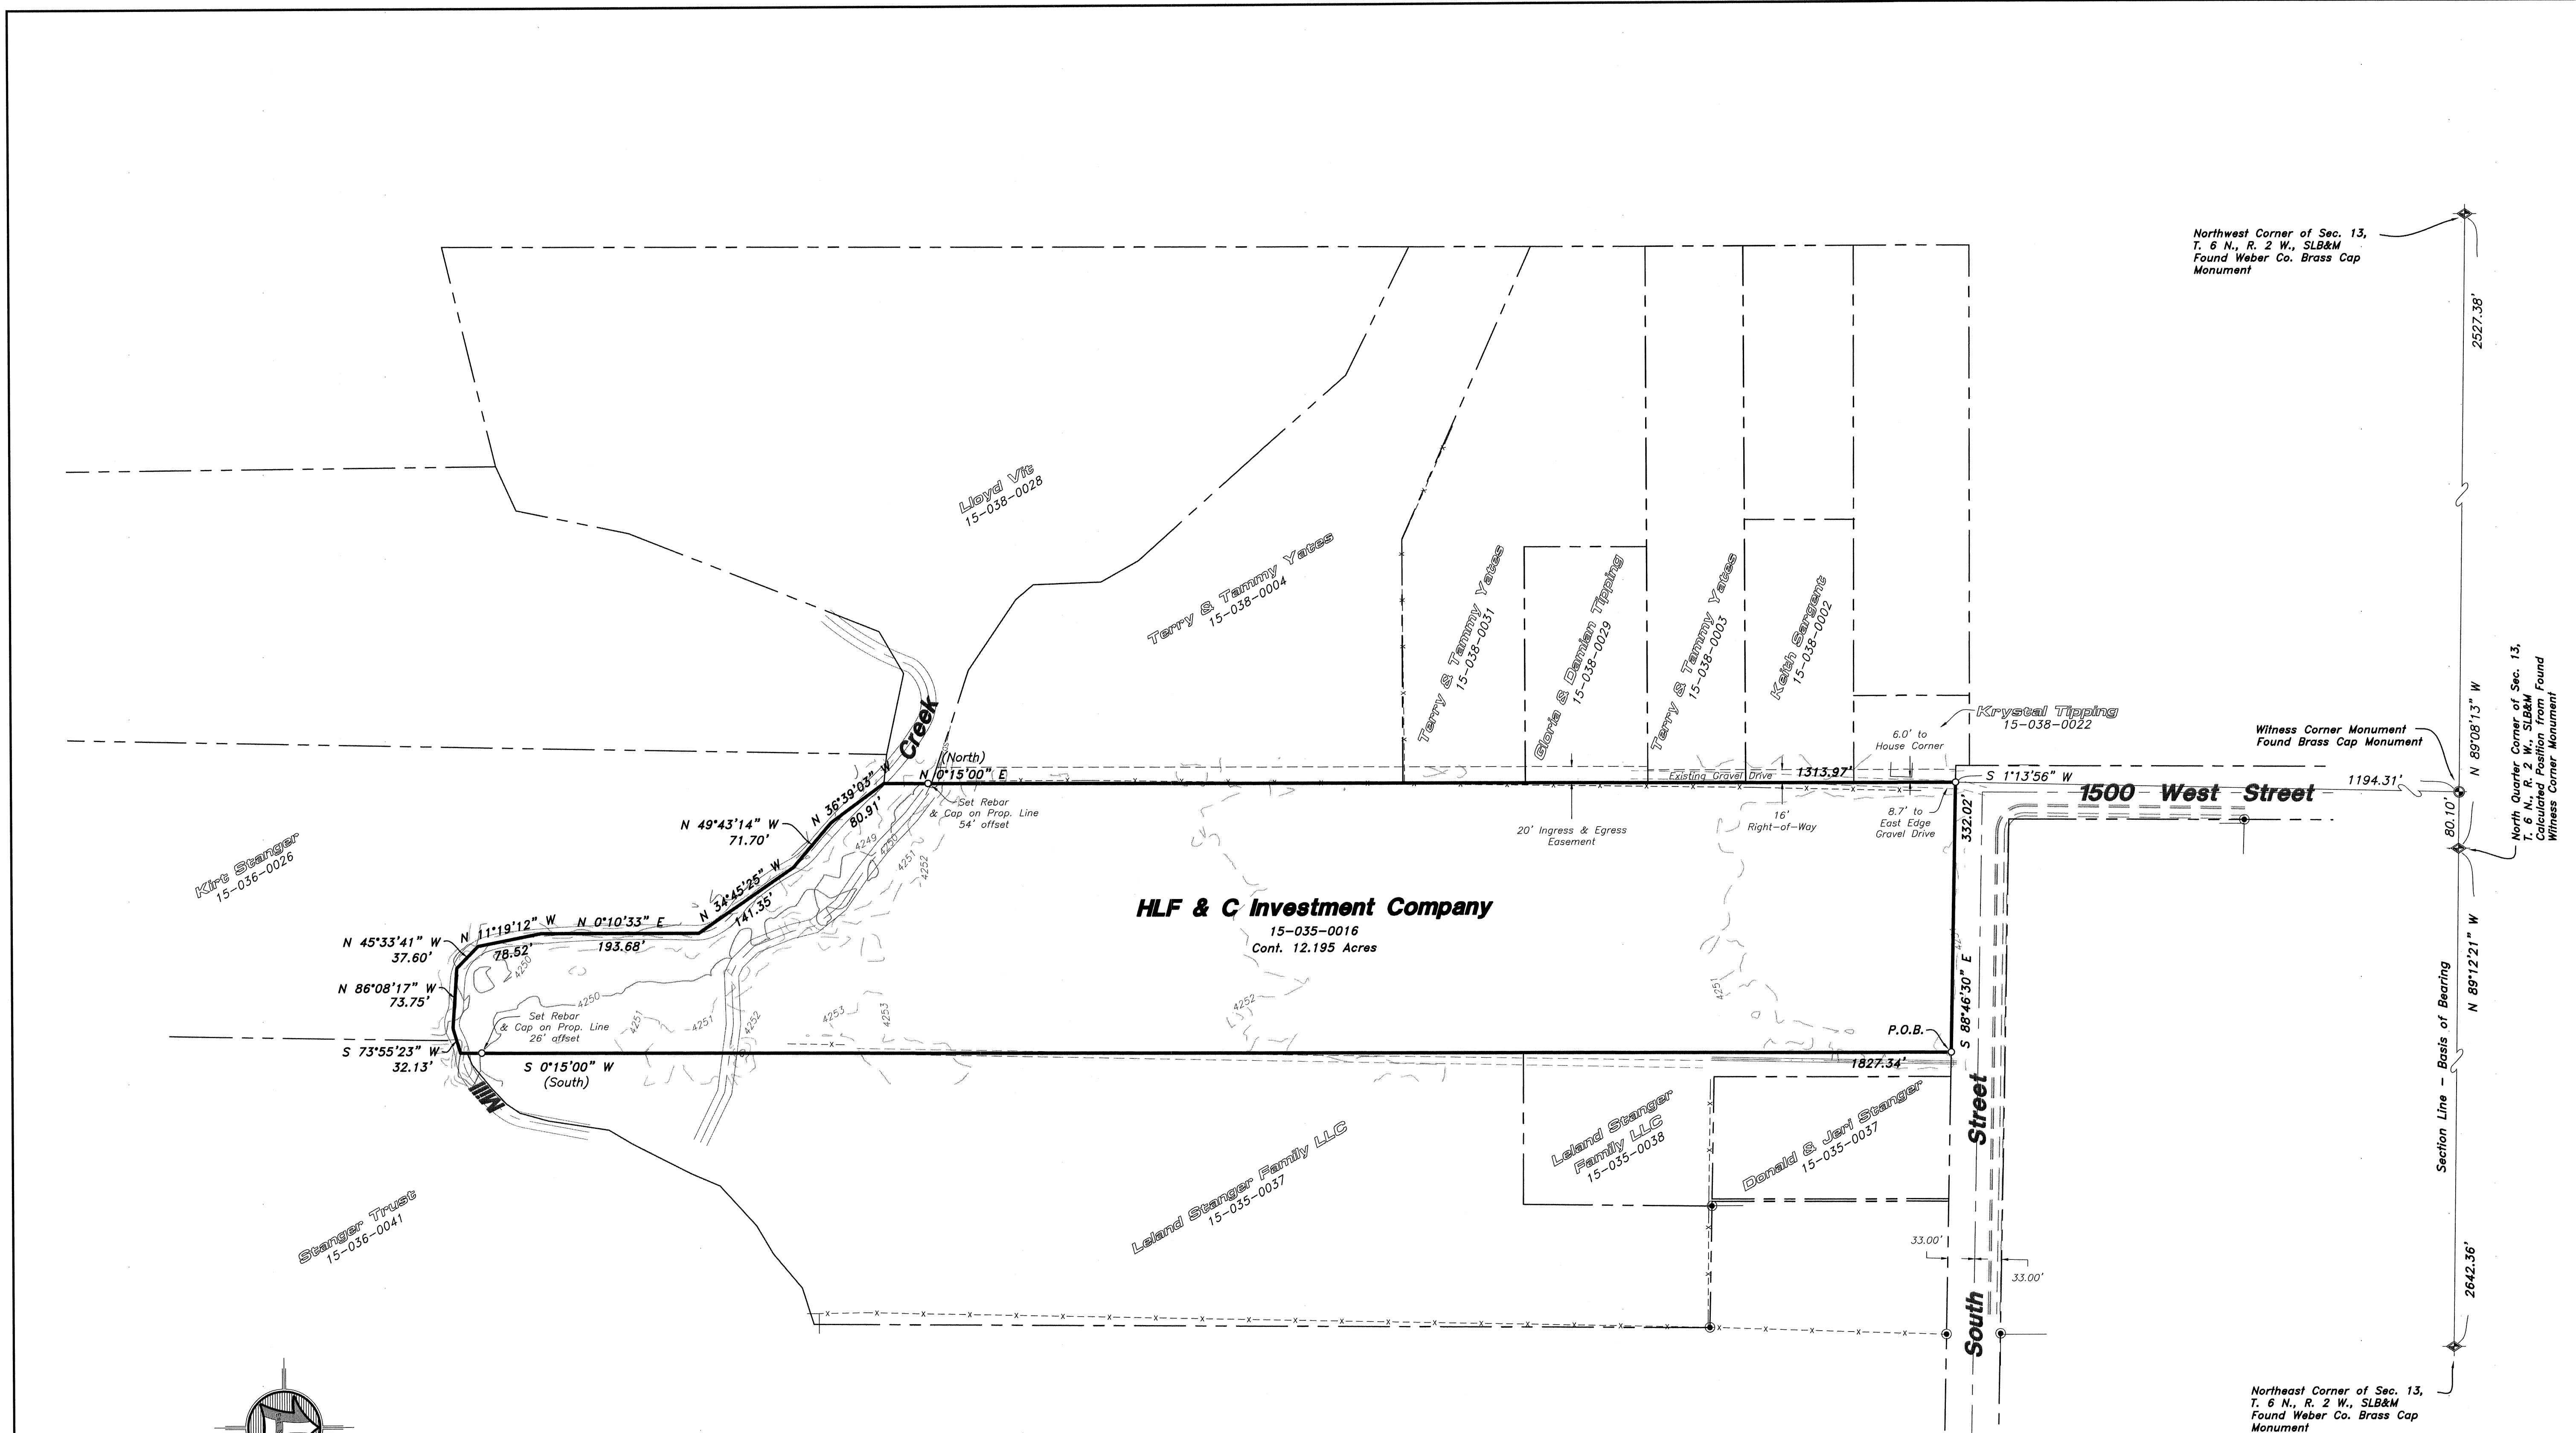 Northwest Corner of Sec. 13,
T. 6 N., R. 2 W., SLB&M
Found Weber Co. Brass Cap
Monument
2527.38'
N 89°08'13" W
Witness Corner Monument
Found Brass Cap Monument
North Quarter Corner of Sec. 13,
T. 6 N., R. 2 W., SLB&M
Calculated Position from Found
Witness Corner Monument
1194.31'
80.10'
N 89°12'21" W
Section Line - Basis of Bearing
2642.36'
Northeast Corner of Sec. 13,
T. 6 N., R. 2 W., SLB&M
Found Weber Co. Brass Cap
Monument
Lloyd Vit
15-038-0028
Terry & Tammy Yates
15-038-0004
Terry & Tammy Yates
15-038-0031
Gloria & Damian Tipping
15-038-0029
Terry & Tammy Yates
15-038-0003
Keith Sargent
15-038-0002
Krystal Tipping
15-038-0022
6.0' to
House Corner
S 1°13'56" W
1500 West Street
Creek
(North)
N 0°15'00" E
Existing Gravel Drive
1313.97'
Set Rebar
& Cap on Prop. Line
54' offset
20' Ingress & Egress
Easement
16'
Right-of-Way
8.7' to
East Edge
Gravel Drive
332.02'
N 36°39'03" W
80.91'
N 49°43'14" W
71.70'
4249
4250
4251
4252
N 34°45'25" W
141.35'
Kirt Stanger
15-036-0026
N 0°10'33" E
193.68'
N 11°19'12" W
78.52'
N 45°33'41" W
37.60'
N 86°08'17" W
73.75'
S 73°55'23" W
32.13'
HLF & C Investment Company
15-035-0016
Cont. 12.195 Acres
4250
4250
Set Rebar
& Cap on Prop. Line
26' offset
4251
4251
4252
4253
4253
4252
4251
S 88°46'30" E
P.O.B.
1827.34'
S 0°15'00" W
(South)
Mill
Stanger Trust
15-036-0041
Leland Stanger Family LLC
15-035-0037
Leland Stanger
Family LLC
15-035-0038
Donald & Jeri Stanger
15-035-0037
33.00'
33.00'
South Street